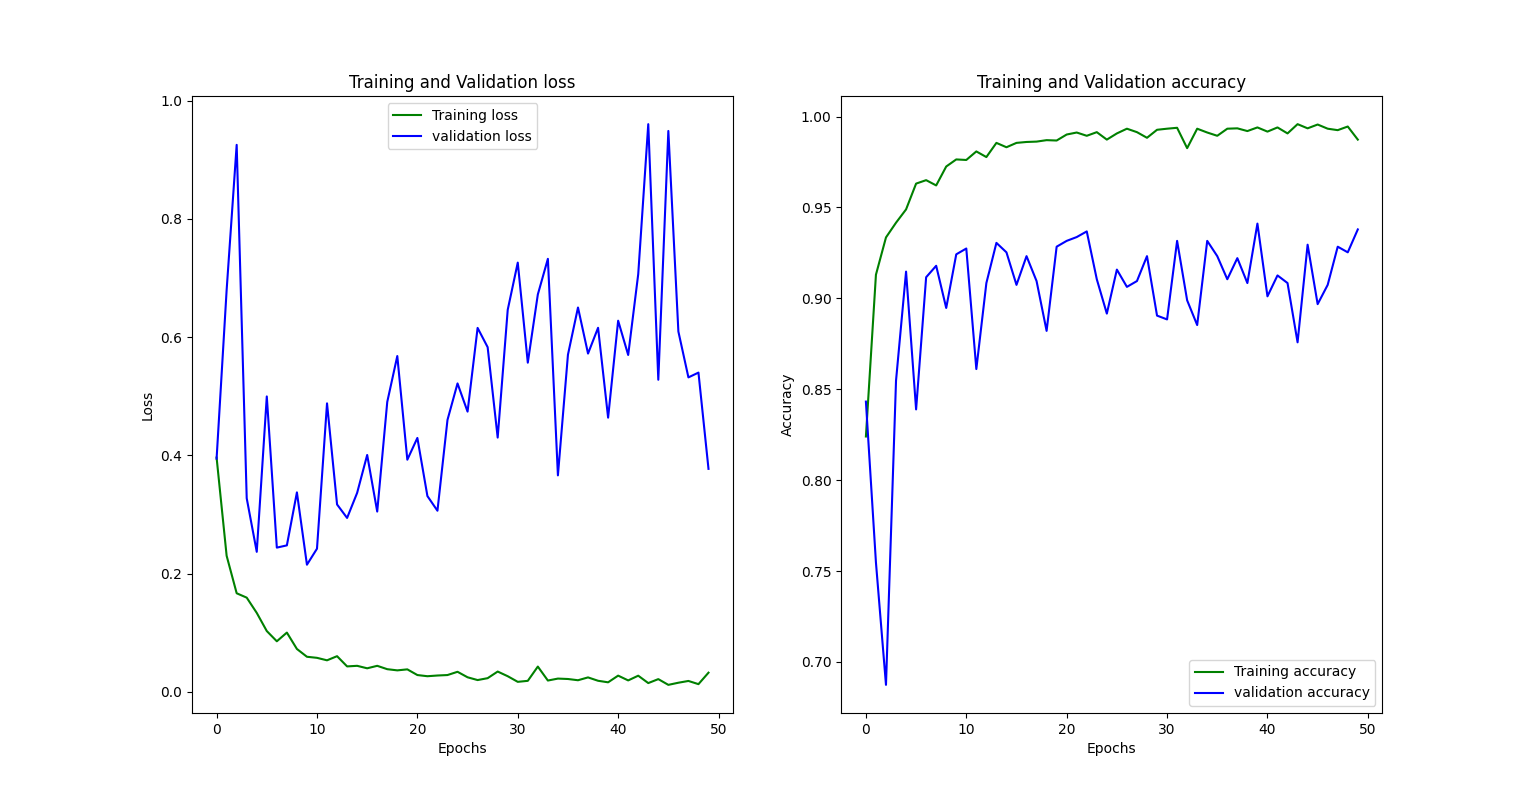 Training and Validation loss
Training loss
validation loss
1.0
0.8
0.6
0.4
0.2
0.0
Loss
0
10
20
30
40
50
Epochs
Training and Validation accuracy
1.00
0.95
0.90
0.85
0.80
0.75
0.70
Accuracy
Training accuracy
validation accuracy
0
10
20
30
40
50
Epochs